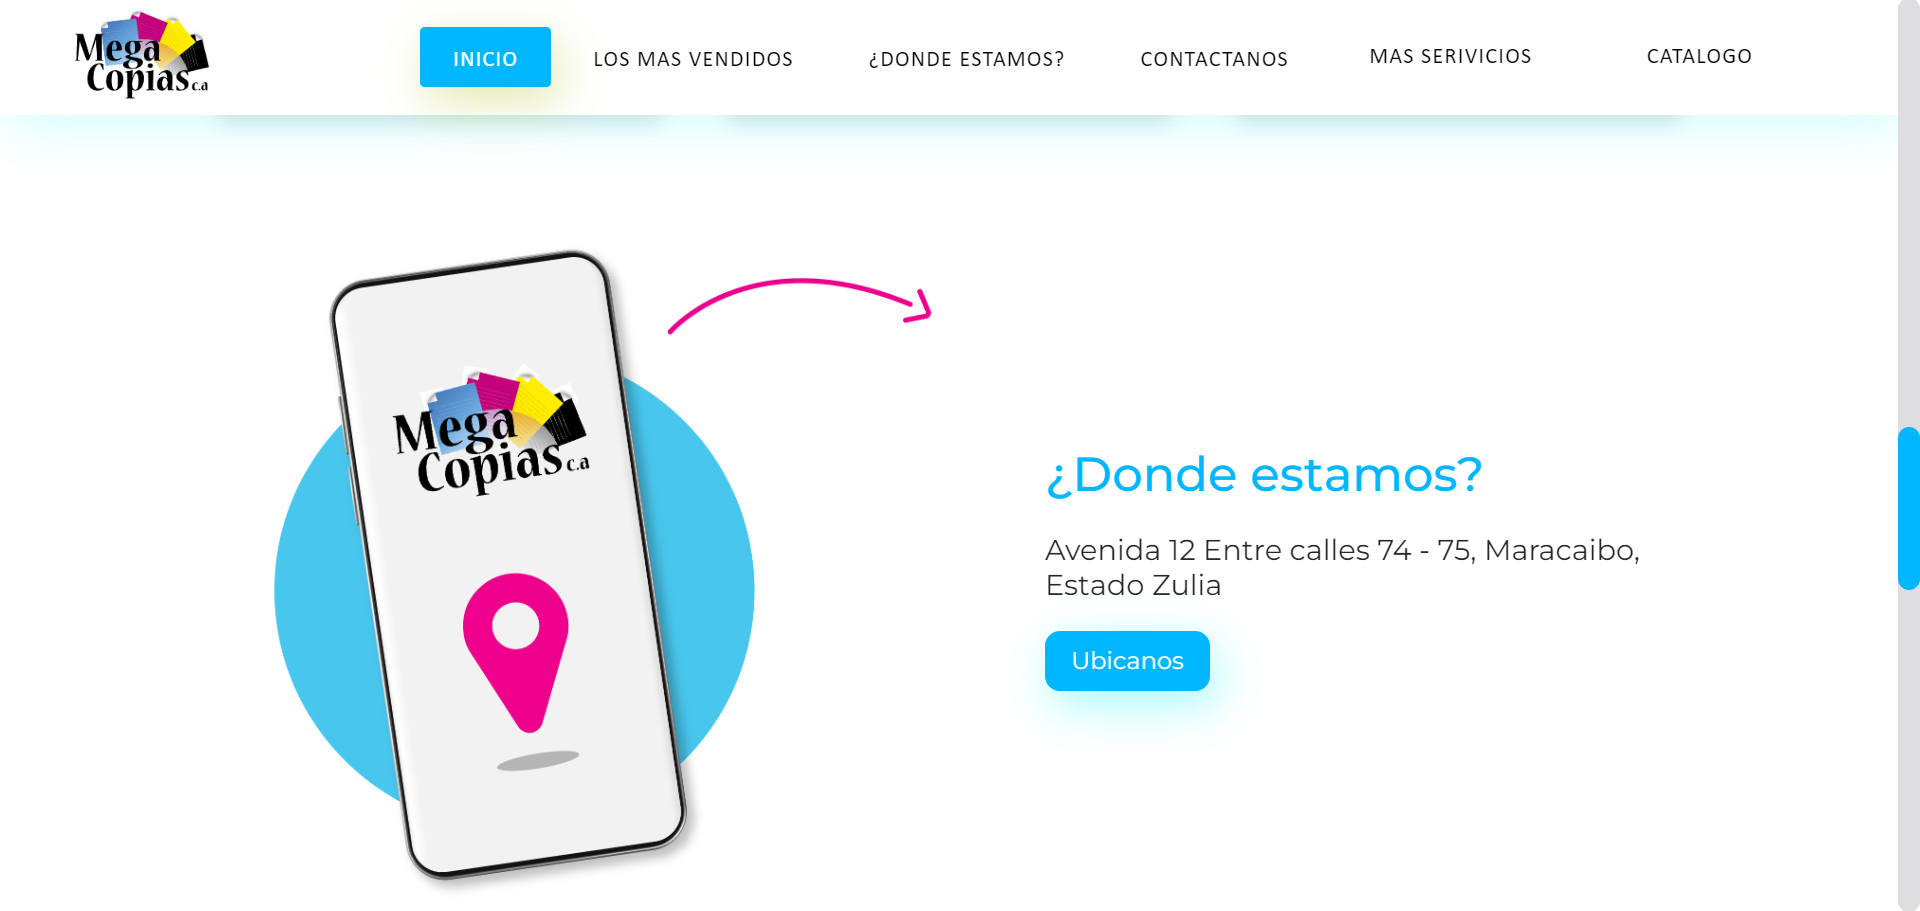 Mega
Copias c.a
INICIO
LOS MAS VENDIDOS
¿DONDE ESTAMOS?
CONTACTANOS
MAS SERIVICIOS
CATALOGO
Mega
Copias c.a
¿Donde estamos?
Avenida 12 Entre calles 74 - 75, Maracaibo,
Estado Zulia
Ubicanos